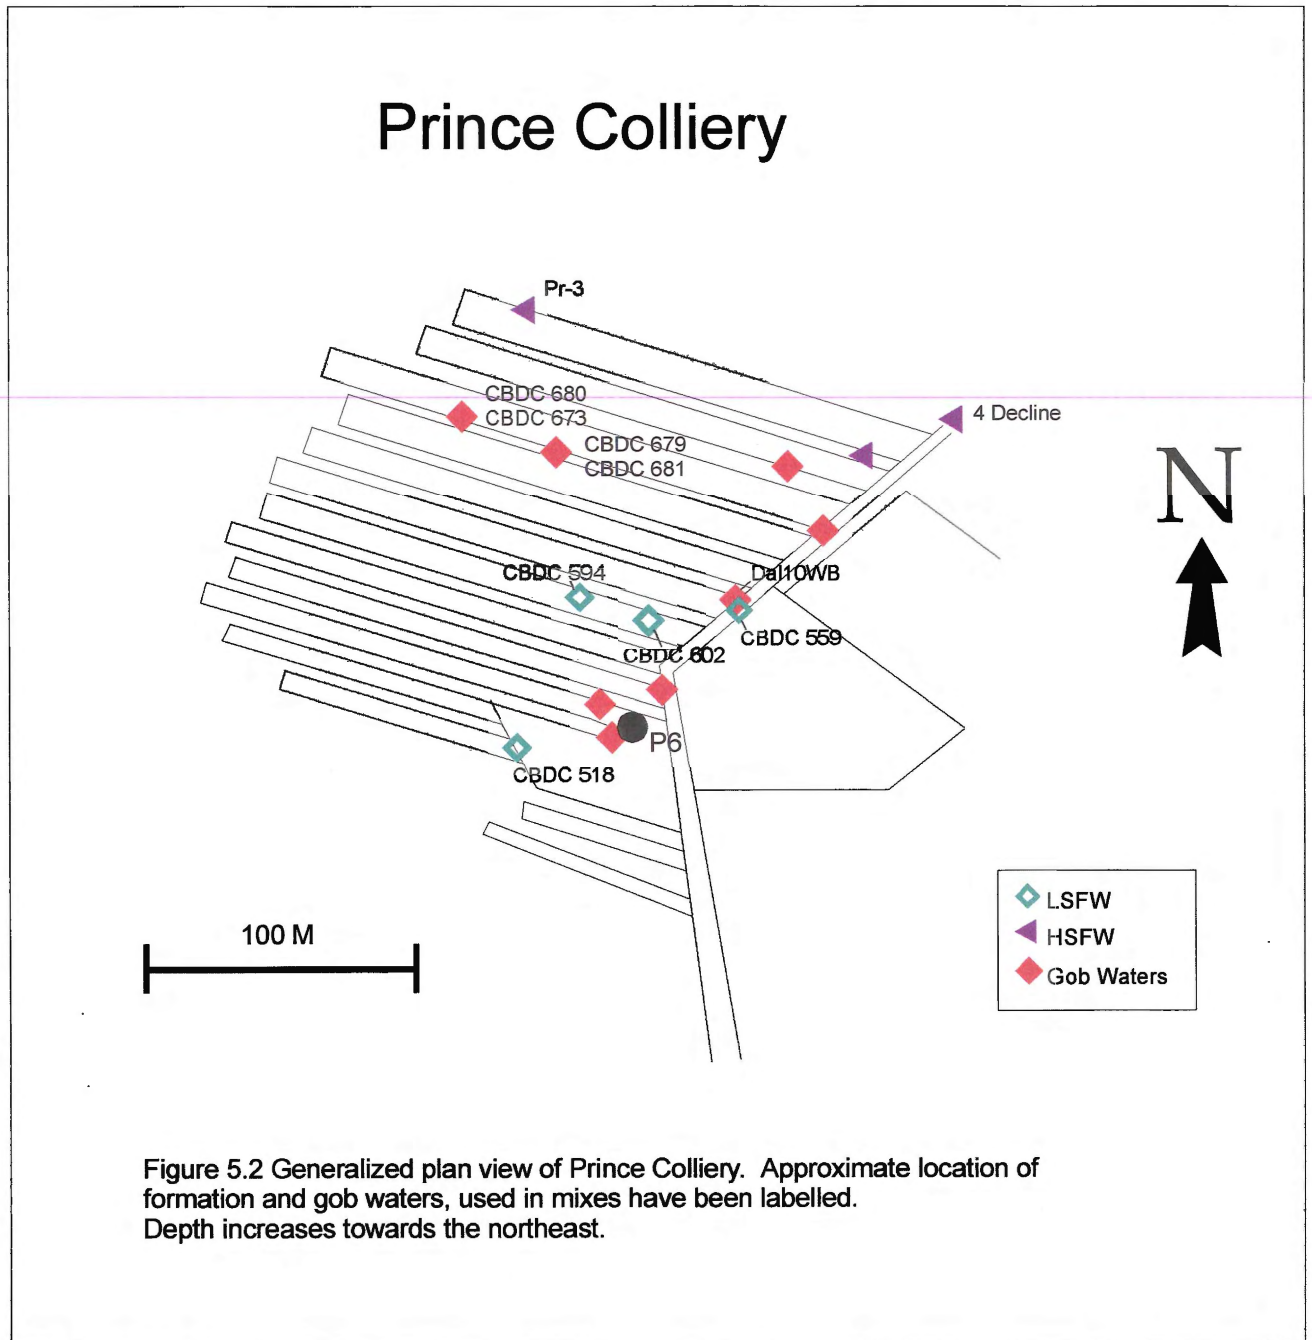 Prince Colliery
Pr-3
CBDC 680
CBDC 673
4 Decline
CBDC 679
CBDC 681
N
CBDC 594
Dal10WB
CBDC 559
CBDC 602
P6
CBDC 518
LSFW
HSFW
Gob Waters
100 M
Figure 5.2 Generalized plan view of Prince Colliery. Approximate location of
formation and gob waters, used in mixes have been labelled.
Depth increases towards the northeast.